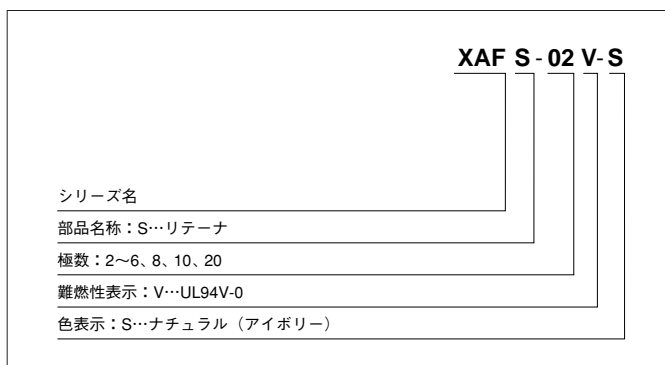 XAF S - 02 V- S
シリーズ名
部品名称：S…リテーナ
極数：2〜6、8、10、20
難燃性表示：V…UL94V-0
色表示：S…ナチュラル（アイボリー）